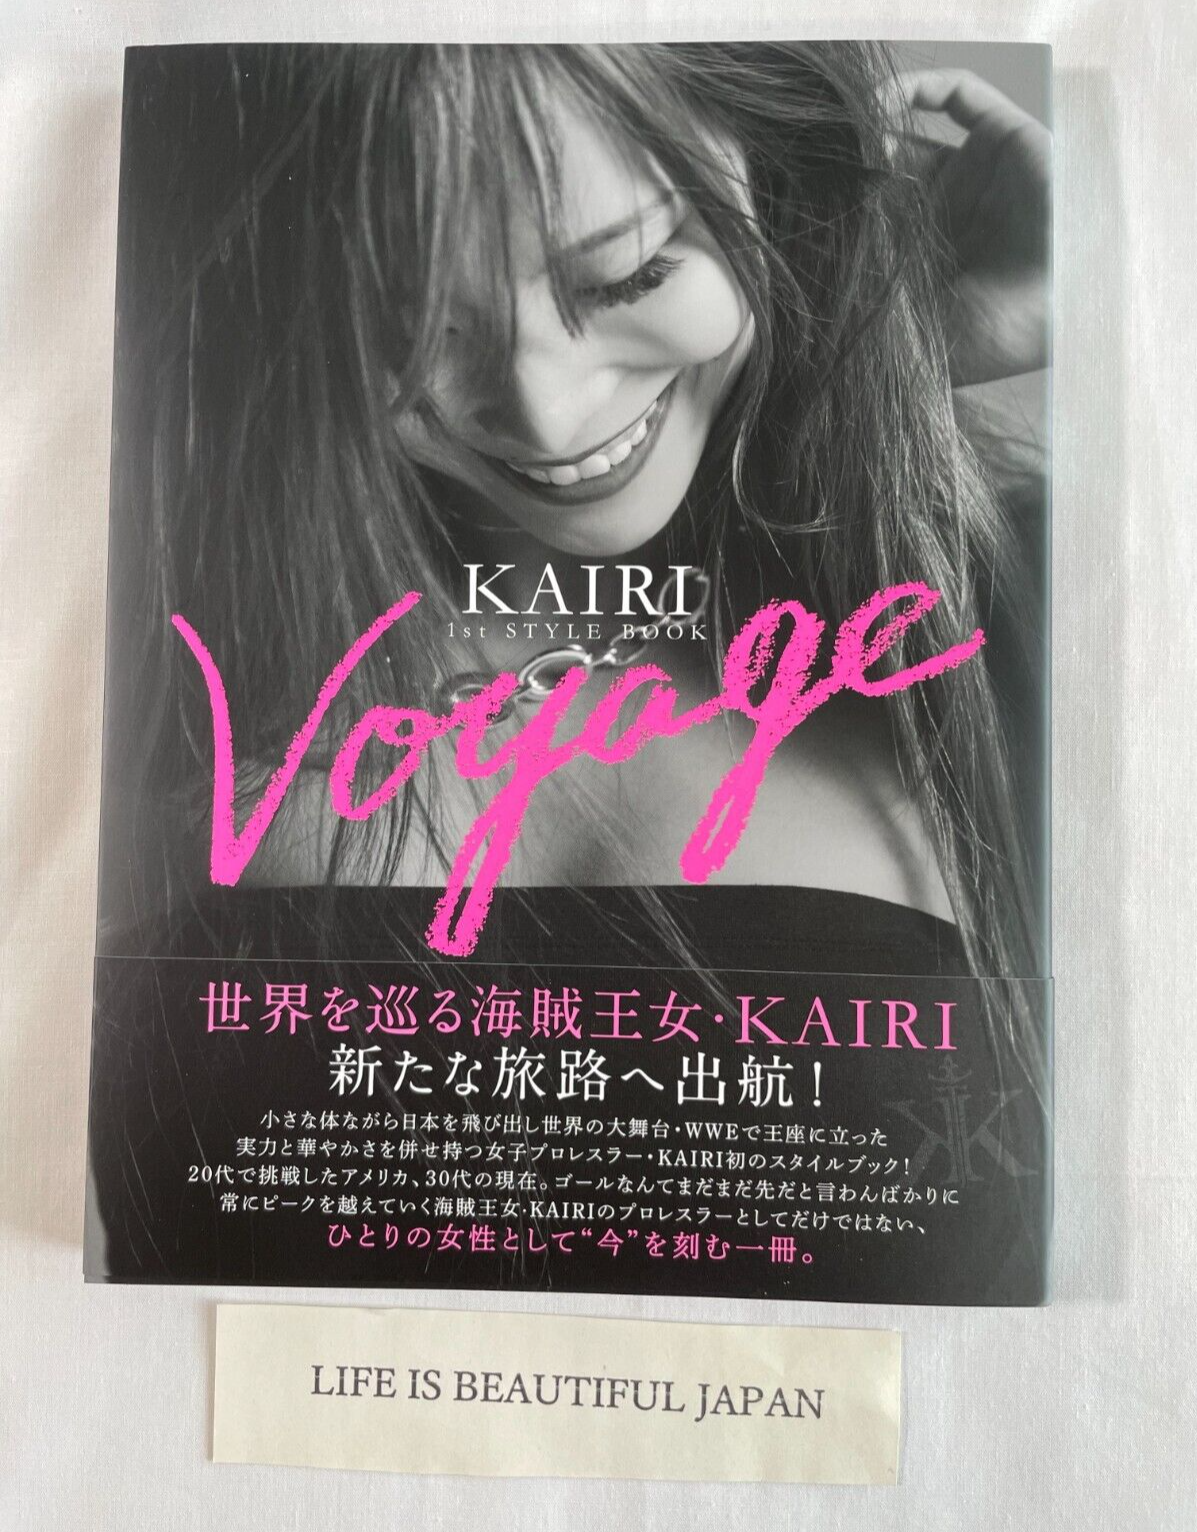 KAIRI
1st STYLE BOOK
Voyage
世界を巡る海賊王女・KAIRI
新たな旅路へ出航！
小さな体ながら日本を飛び出し世界の大舞台・WWEで王座に立った
実力と華やかさを併せ持つ女子プロレスラー・KAIRI初のスタイルブック！
20代で挑戦したアメリカ、30代の現在。ゴールなんてまだまだ先だと言わんばかりに
常にピークを越えていく海賊王女・KAIRIのプロレスラーとしてだけではない、
ひとりの女性として“今”を刻む一冊。
LIFE IS BEAUTIFUL JAPAN